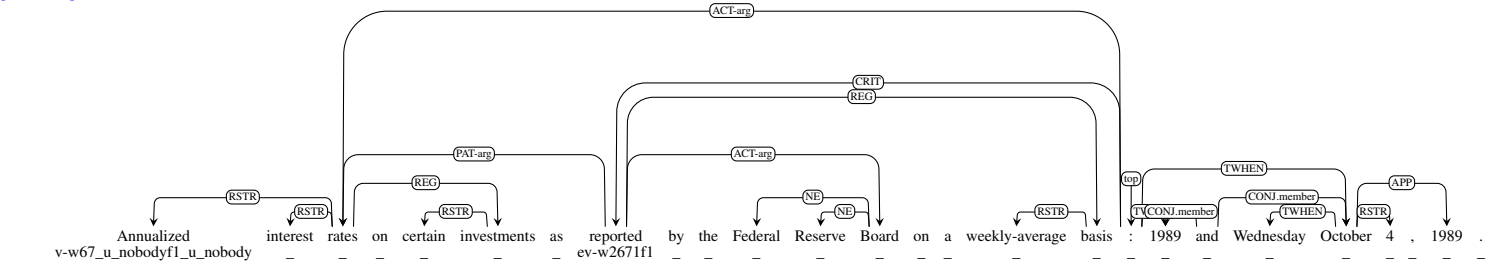 ACT-arg
CRIT
REG
PAT-arg ACT-arg
top TWHEN
REG APP
RSTR NE CONJ.member
RSTR RSTR NE RSTR CONJ.member TWHEN RSTR
Annualized interest rates on certain investments as reported by the Federal Reserve Board on a weekly-average basis : 1989 and Wednesday October 4 , 1989 .
v-w67_u_nobodyf1_u_nobody _ _ _ _ _ _ ev-w2671f1 _ _ _ _ _ _ _ _ _ _ _ _ _ _ _ _ _ _